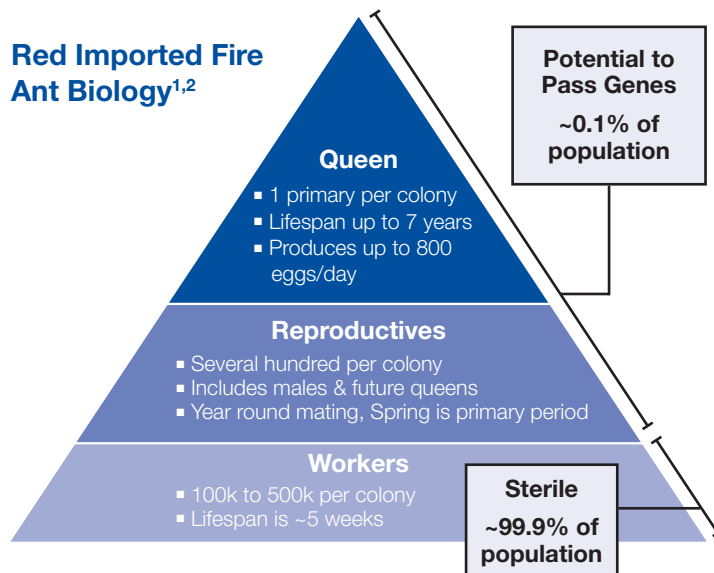 Red Imported Fire
Ant Biology1,2
Potential to
Pass Genes
~0.1% of
population
Queen
▪ 1 primary per colony
▪ Lifespan up to 7 years
▪ Produces up to 800
eggs/day
Reproductives
▪ Several hundred per colony
▪ Includes males & future queens
▪ Year round mating, Spring is primary period
Workers
▪ 100k to 500k per colony
▪ Lifespan is ~5 weeks
Sterile
~99.9% of
population